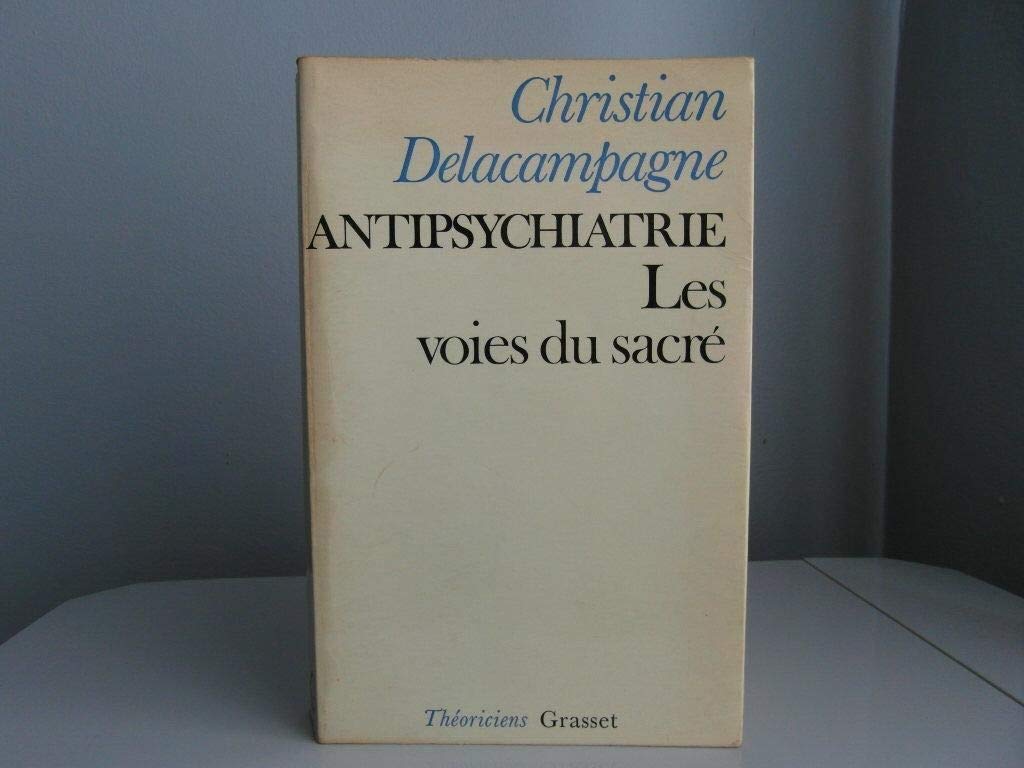 Christian
Delacampagne
ANTIPSYCHIATRIE
Les
voies du sacré
Théoriciens Grasset